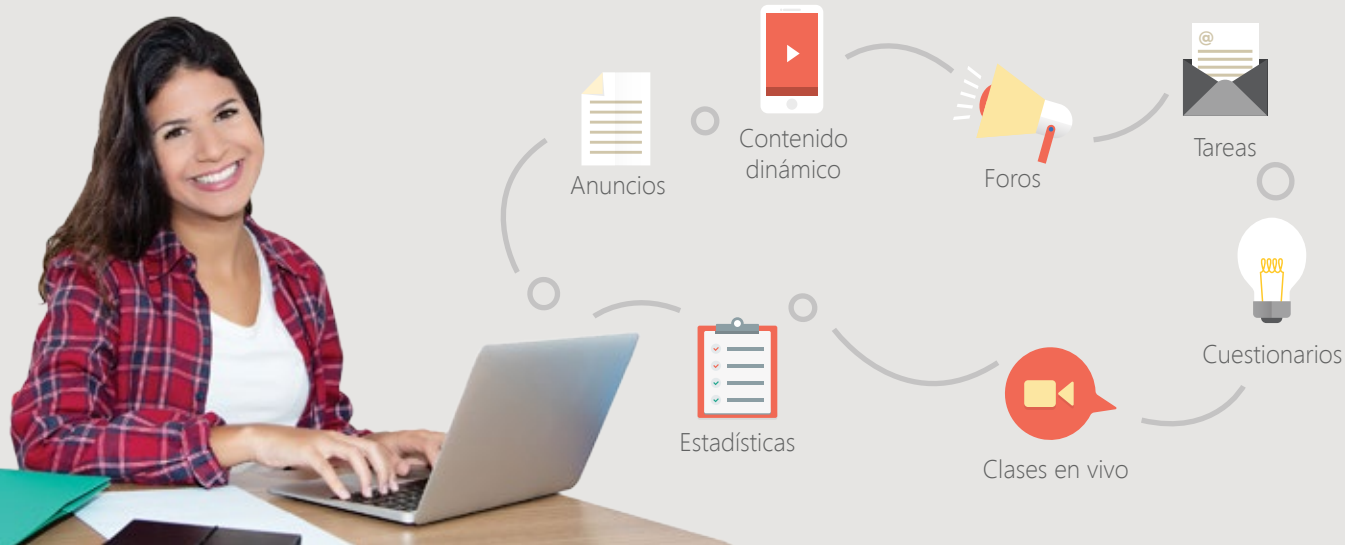 Anuncios
Contenido
dinámico
Foros
Tareas
Cuestionarios
Clases en vivo
Estadísticas
@